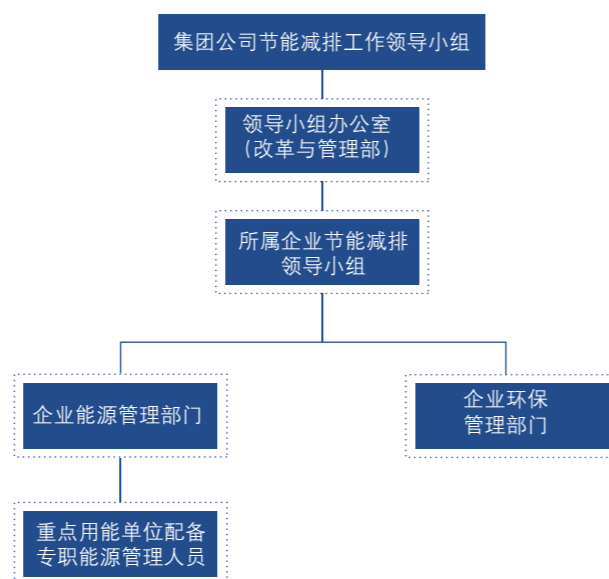 集团公司节能减排工作领导小组
领导小组办公室
(改革与管理部)
所属企业节能减排
领导小组
企业能源管理部门
企业环保
管理部门
重点用能单位配备
专职能源管理人员